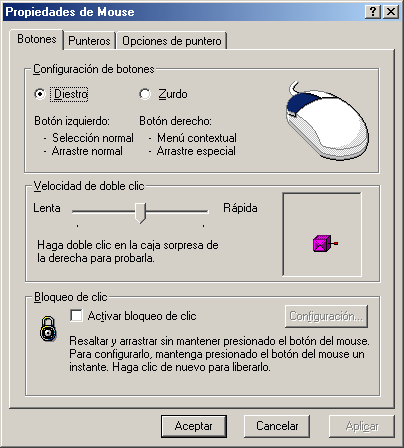 Propiedades de Mouse
Botones Punteros Opciones de puntero
Configuración de botones
Diestro Zurdo
Botón izquierdo: Botón derecho:
- Selección normal - Menú contextual
- Arrastre normal - Arrastre especial
Velocidad de doble clic
Lenta Rápida
Haga doble clic en la caja sorpresa de
la derecha para probarla.
Bloqueo de clic
Activar bloqueo de clic Configuración...
Resaltar y arrastrar sin mantener presionado el botón del mouse.
Para configurarlo, mantenga presionado el botón del mouse un
instante. Haga clic de nuevo para liberarlo.
Aceptar Cancelar Aplicar